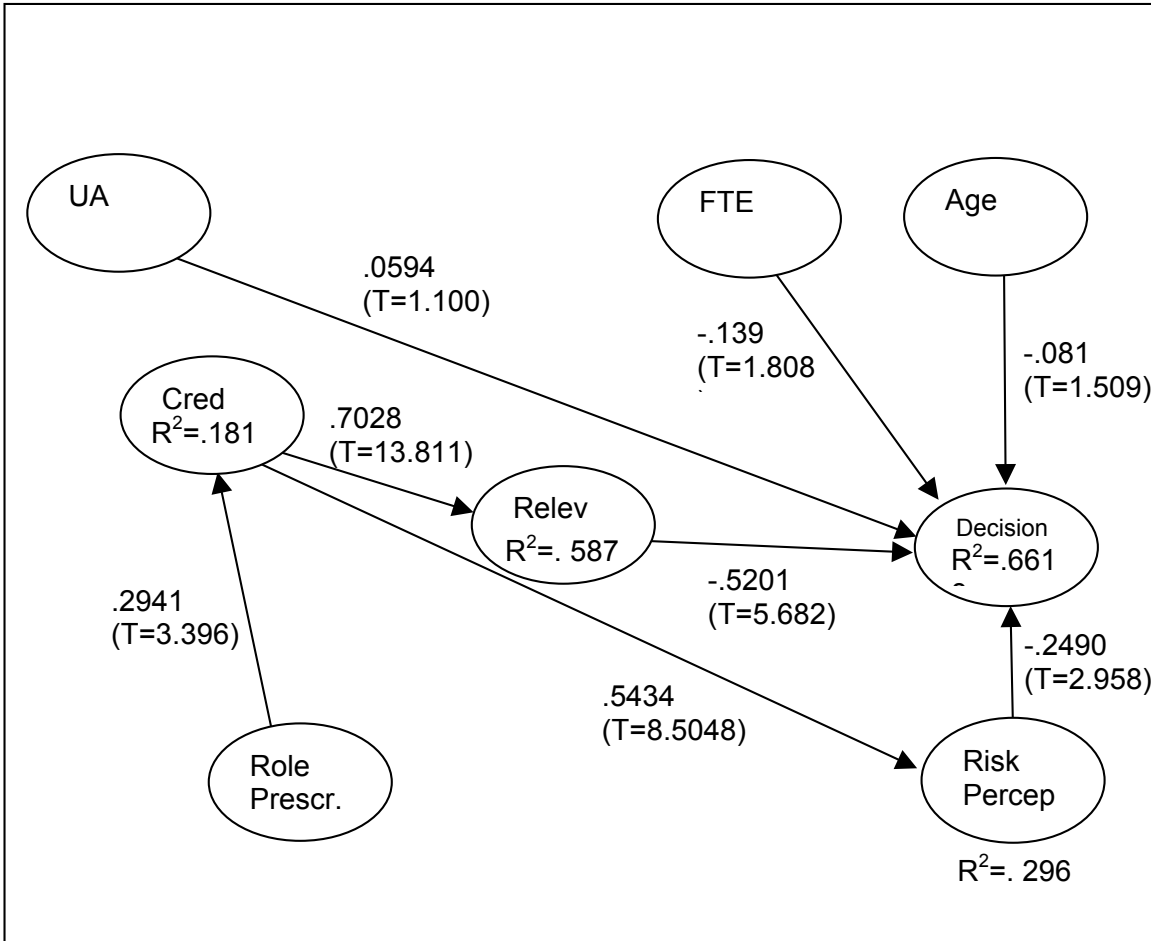 UA
FTE
Age
.0594
(T=1.100)
-.139
(T=1.808
-.081
(T=1.509)
Cred
R²=.181
.7028
(T=13.811)
Relev
R²=. 587
Decision
R²=.661
-.5201
(T=5.682)
.2941
(T=3.396)
-.2490
(T=2.958)
.5434
(T=8.5048)
Role
Prescr.
Risk
Percep
R²=. 296